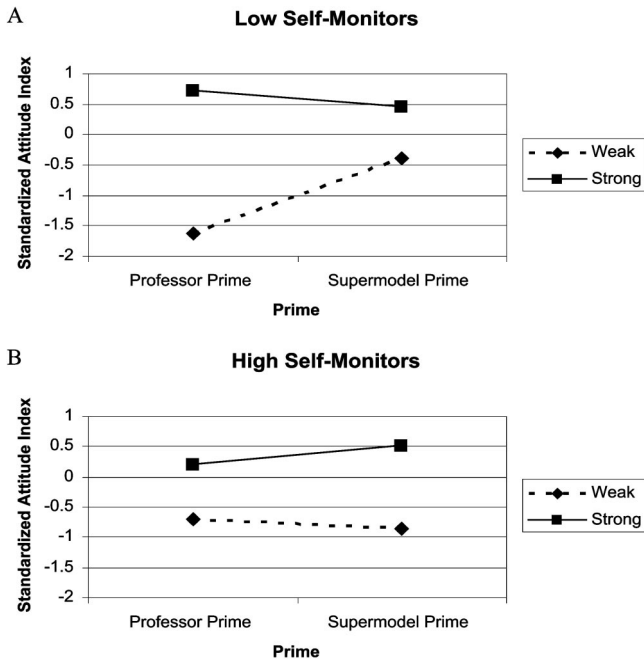 A
Low Self-Monitors
Standardized Attitude Index
1
0.5
0
-0.5
-1
-1.5
-2
Professor Prime Supermodel Prime
Prime
Weak
Strong
B
High Self-Monitors
Standardized Attitude Index
1
0.5
0
-0.5
-1
-1.5
-2
Professor Prime Supermodel Prime
Prime
Weak
Strong